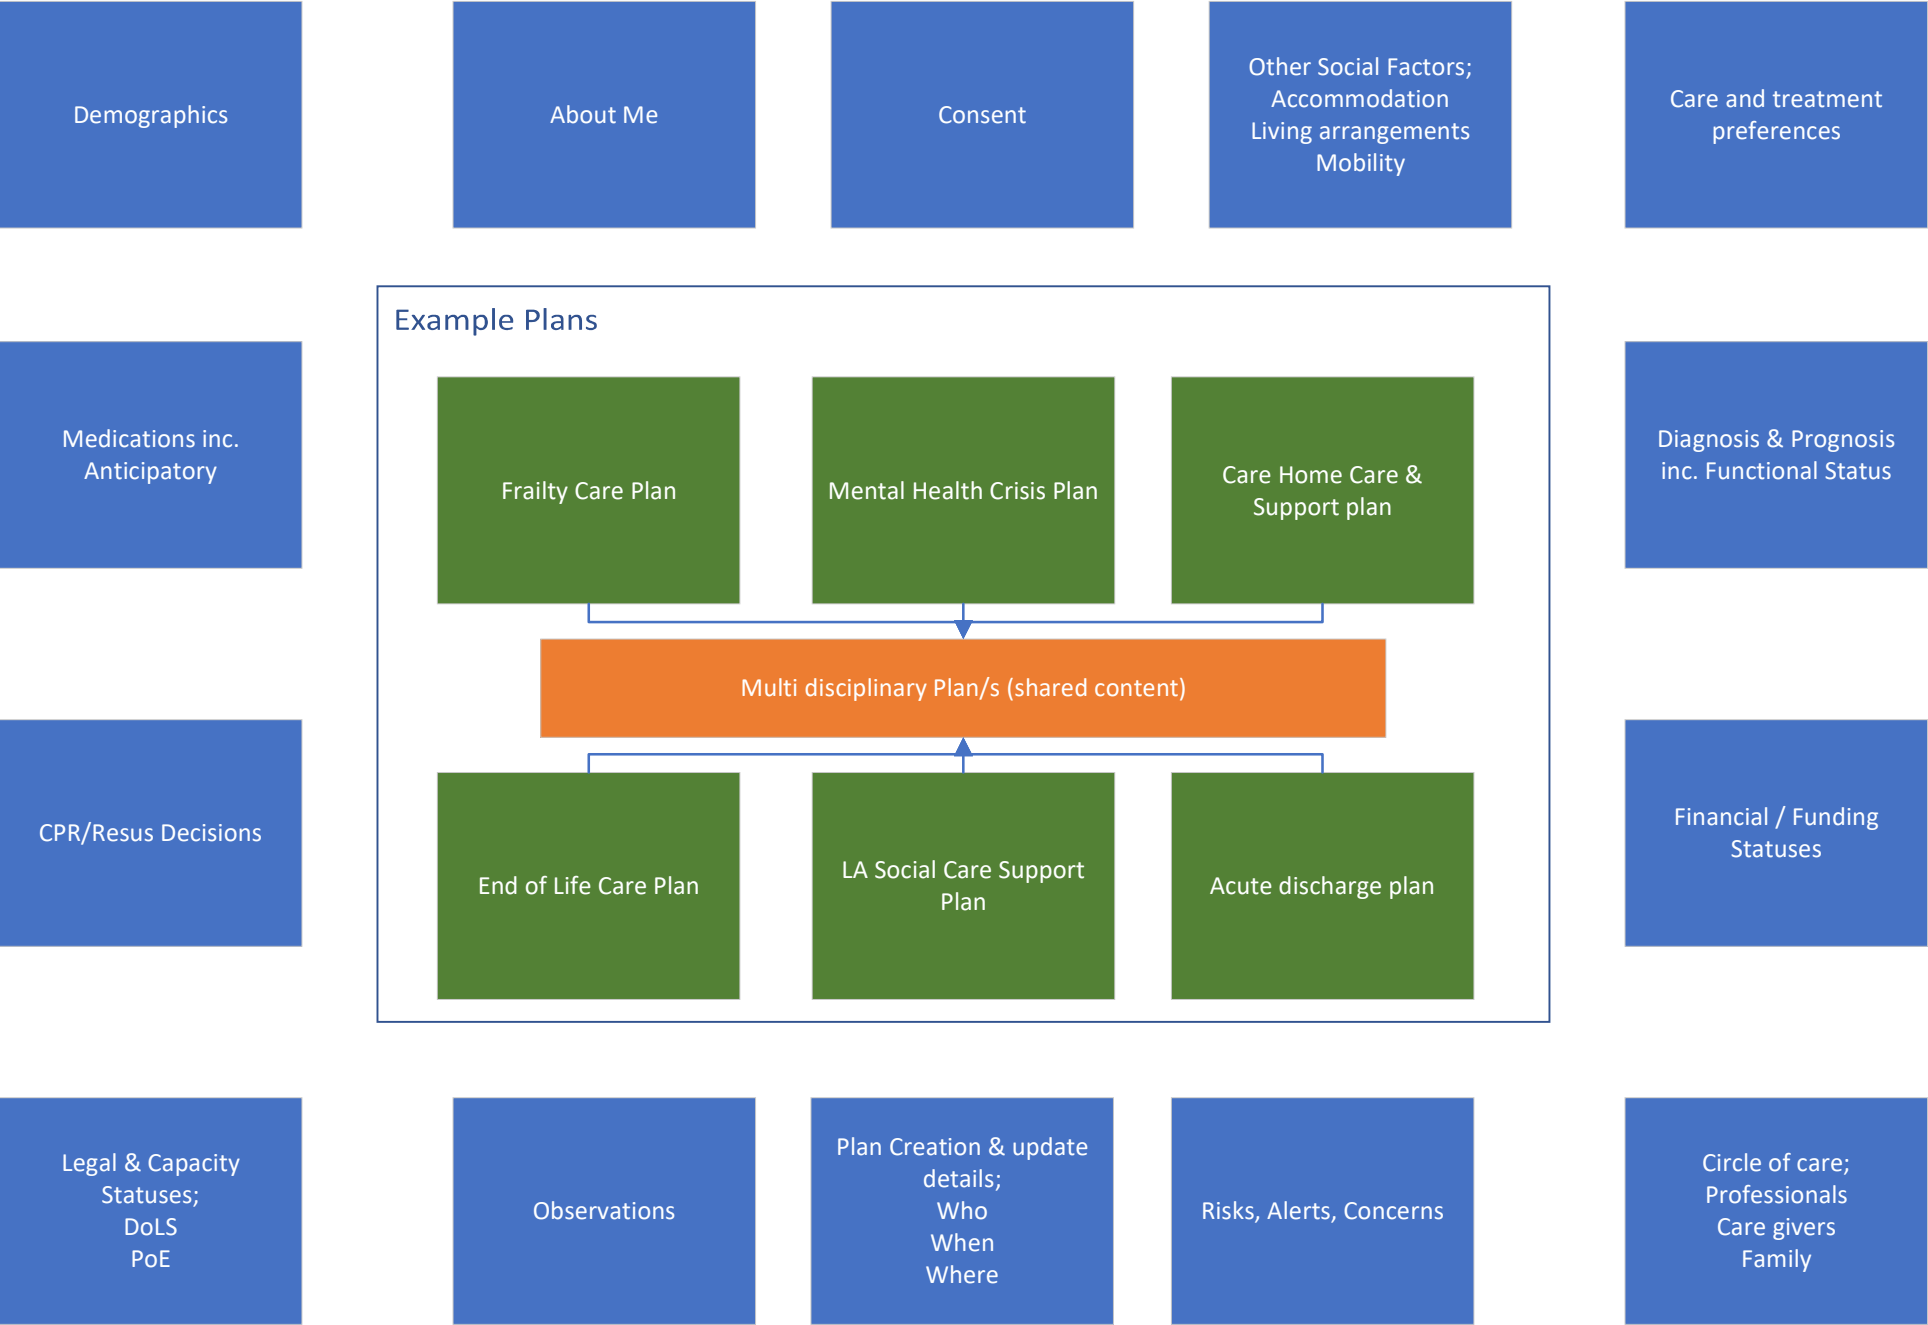 Demographics
About Me
Consent
Other Social Factors;
Accommodation
Living arrangements
Mobility
Care and treatment
preferences
Example Plans
Medications inc.
Anticipatory
Frailty Care Plan
Mental Health Crisis Plan
Care Home Care &
Support plan
Diagnosis & Prognosis
inc. Functional Status
Multi disciplinary Plan/s (shared content)
CPR/Resus Decisions
End of Life Care Plan
LA Social Care Support
Plan
Acute discharge plan
Financial / Funding
Statuses
Legal & Capacity
Statuses;
DoLS
PoE
Observations
Plan Creation & update
details;
Who
When
Where
Risks, Alerts, Concerns
Circle of care;
Professionals
Care givers
Family